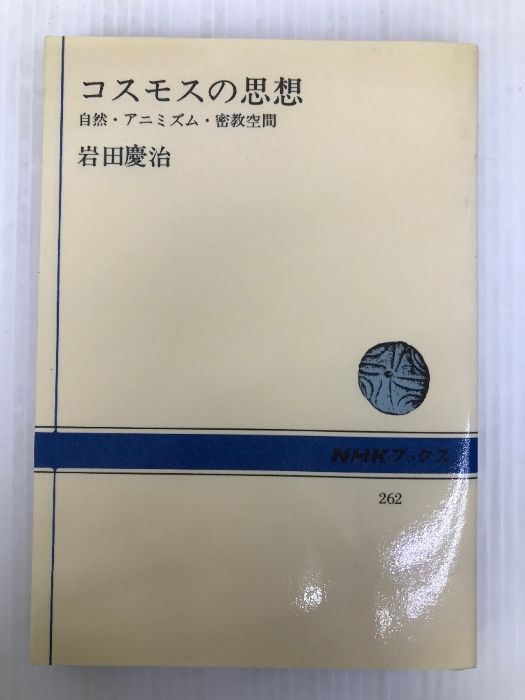 コスモスの思想
自然・アニミズム・密教空間
岩田慶治
NHKブックス
262